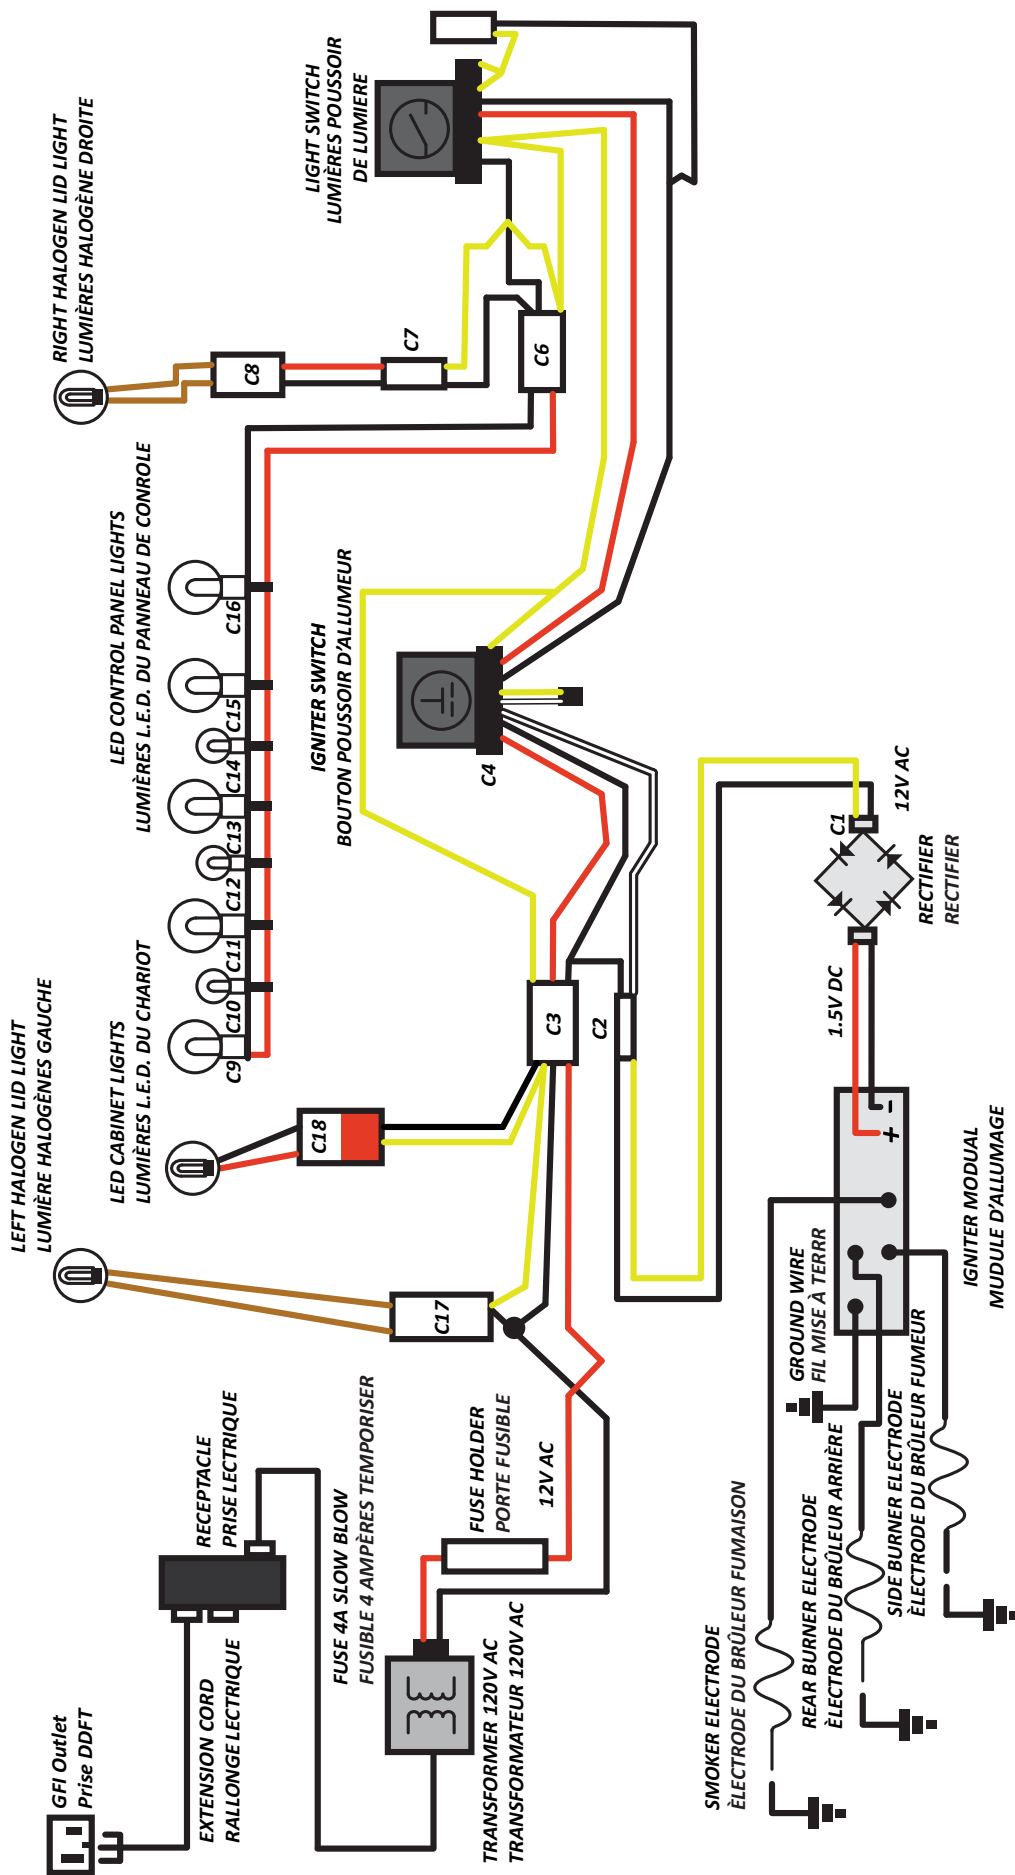 GFI Outlet
Prise DDFT
EXTENSION CORD
RALLONGE LECTRIQUE
RECEPTACLE
PRISE LECTRIQUE
FUSE 4A SLOW BLOW
FUSIBLE 4 AMPÈRES TEMPORISER
TRANSFORMER 120V AC
TRANSFORMATEUR 120V AC
FUSE HOLDER
PORTE FUSIBLE
12V AC
LEFT HALOGEN LID LIGHT
LUMIÈRE HALOGÈNES GAUCHE
C17
LED CABINET LIGHTS
LUMIÈRES L.E.D. DU CHARIOT
C18
LED CONTROL PANEL LIGHTS
LUMIÈRES L.E.D. DU PANNEAU DE CONROLE
C9
C10
C11
C12
C13
C14
C15
C16
RIGHT HALOGEN LID LIGHT
LUMIÈRES HALOGÈNE DROITE
C8
C7
C6
LIGHT SWITCH
LUMIÈRES POUSSOIR
DE LUMIERE
IGNITER SWITCH
BOUTON POUSSOIR D'ALLUMEUR
C4
C3
C2
C1
12V AC
RECTIFIER
RECTIFIER
1.5V DC
+
-
IGNITER MODUAL
MUDULE D'ALLUMAGE
GROUND WIRE
FIL MISE À TERRR
SMOKER ELECTRODE
ÈLECTRODE DU BRÛLEUR FUMAISON
REAR BURNER ELECTRODE
ÈLECTRODE DU BRÛLEUR ARRIÈRE
SIDE BURNER ELECTRODE
ÈLECTRODE DU BRÛLEUR FUMEUR